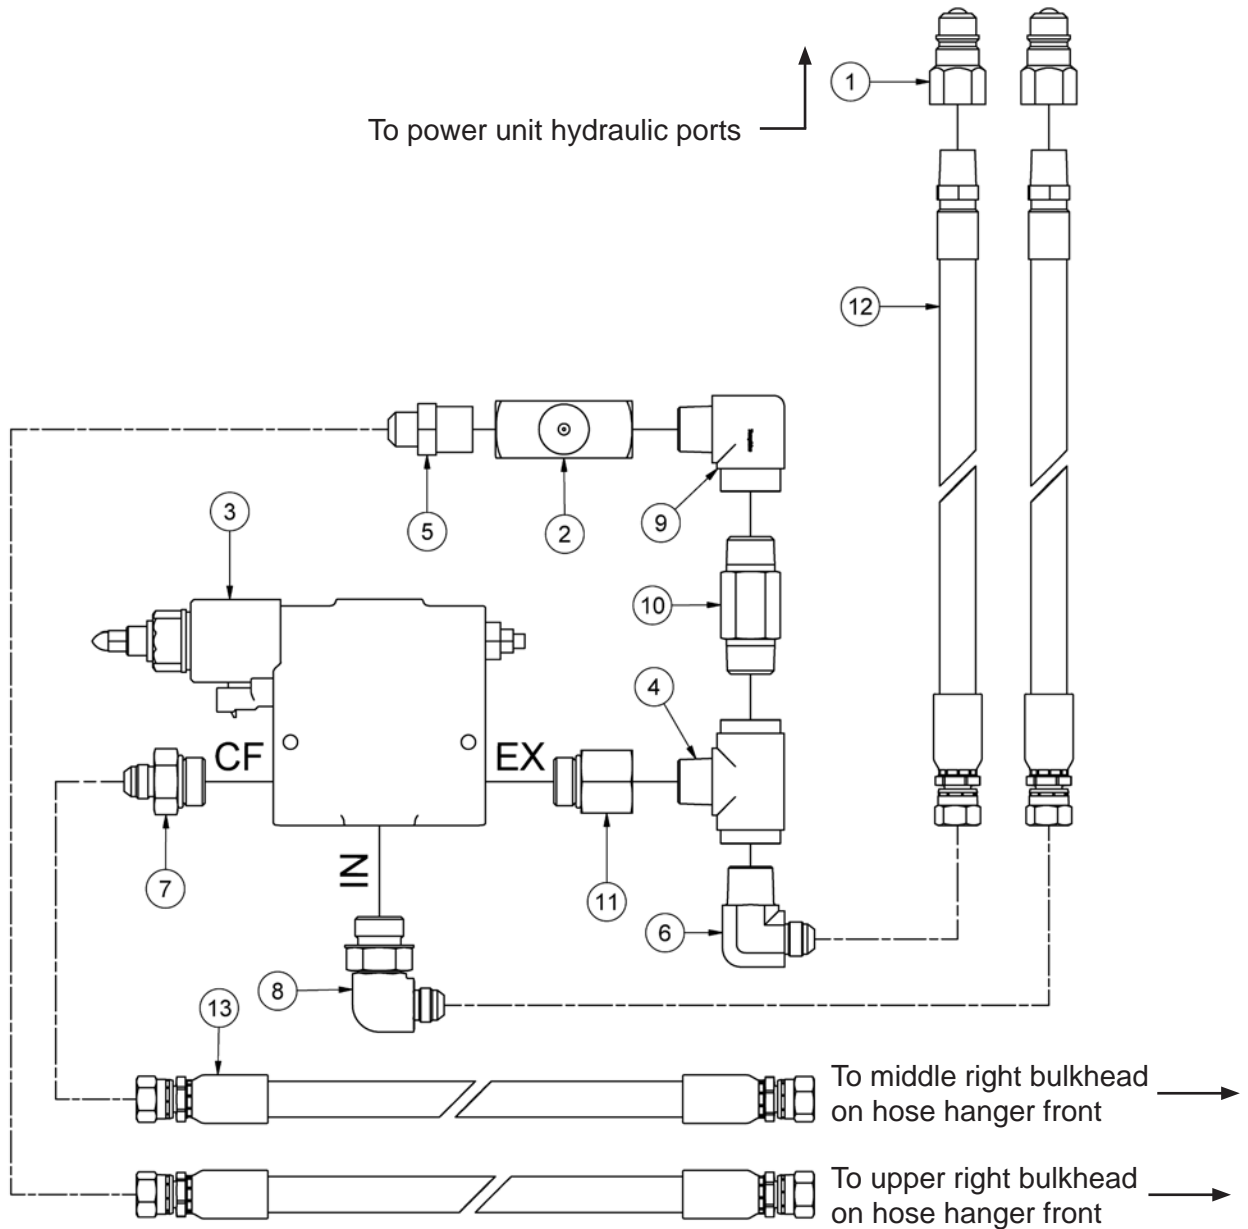 1
To power unit hydraulic ports
12
3
5
2
9
10
4
CF
EX
7
IN
11
6
8
13
To middle right bulkhead
on hose hanger front
To upper right bulkhead
on hose hanger front